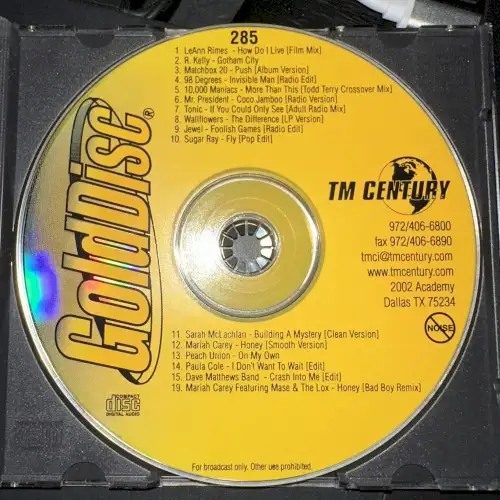 285
1. LeAnn Rimes - How Do I Live [Film Mix]
2. R. Kelly - Gotham City
3. Matchbox 20 - Push [Album Version]
4. 98 Degrees - Invisible Man [Radio Edit]
5. 10,000 Maniacs - More Than This [Todd Terry Crossover Mix]
6. Mr. President - Coco Jamboo [Radio Version]
7. Tonic - If You Could Only See [Adult Radio Mix]
8. Wallflowers - The Difference [LP Version]
9. Jewel - Foolish Games [Radio Edit]
10. Sugar Ray - Fly [Pop Edit]
GoldDisc®
TM CENTURY
972/406-6800
fax 972/406-6890
tmci@tmcentury.com
www.tmcentury.com
2002 Academy
Dallas TX 75234
NOISE
11. Sarah McLachlan - Building A Mystery [Clean Version]
12. Mariah Carey - Honey [Smooth Version]
13. Peach Union - On My Own
14. Paula Cole - I Don't Want To Wait [Edit]
15. Dave Matthews Band - Crash Into Me [Edit]
19. Mariah Carey Featuring Mase & The Lox - Honey [Bad Boy Remix]
COMPACT
disc
DIGITAL AUDIO
For broadcast only. Other use prohibited.